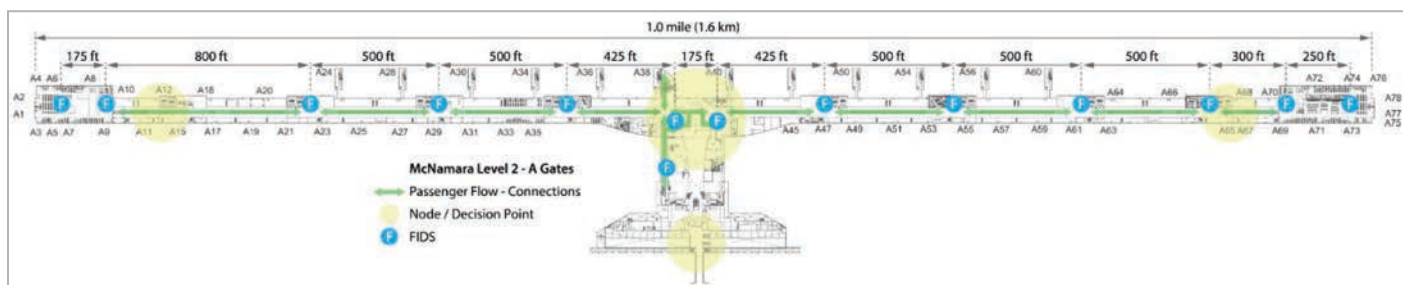 1.0 mile (1.6 km)
175 ft 800 ft 500 ft 500 ft 425 ft 175 ft 425 ft 500 ft 500 ft 500 ft 300 ft 250 ft
A24 A28 A30 A34 A36 A38 A40 A50 A54 A56 A60
A4 A6 A8 A72 A74 A76
A10 A12 A18 A20 A64 A66 A68 A70
A2 A78
F F F F F F F F F F F
A1 A77
F F
A75
A3 A5 A7 A9 A11 A15 A17 A19 A21 A23 A25 A27 A29 A31 A33 A35 A45 A47 A49 A51 A53 A55 A57 A59 A61 A63 A65 A67 A69 A71 A73
McNamara Level 2 - A Gates
F
Passenger Flow - Connections
Node / Decision Point
F FIDS